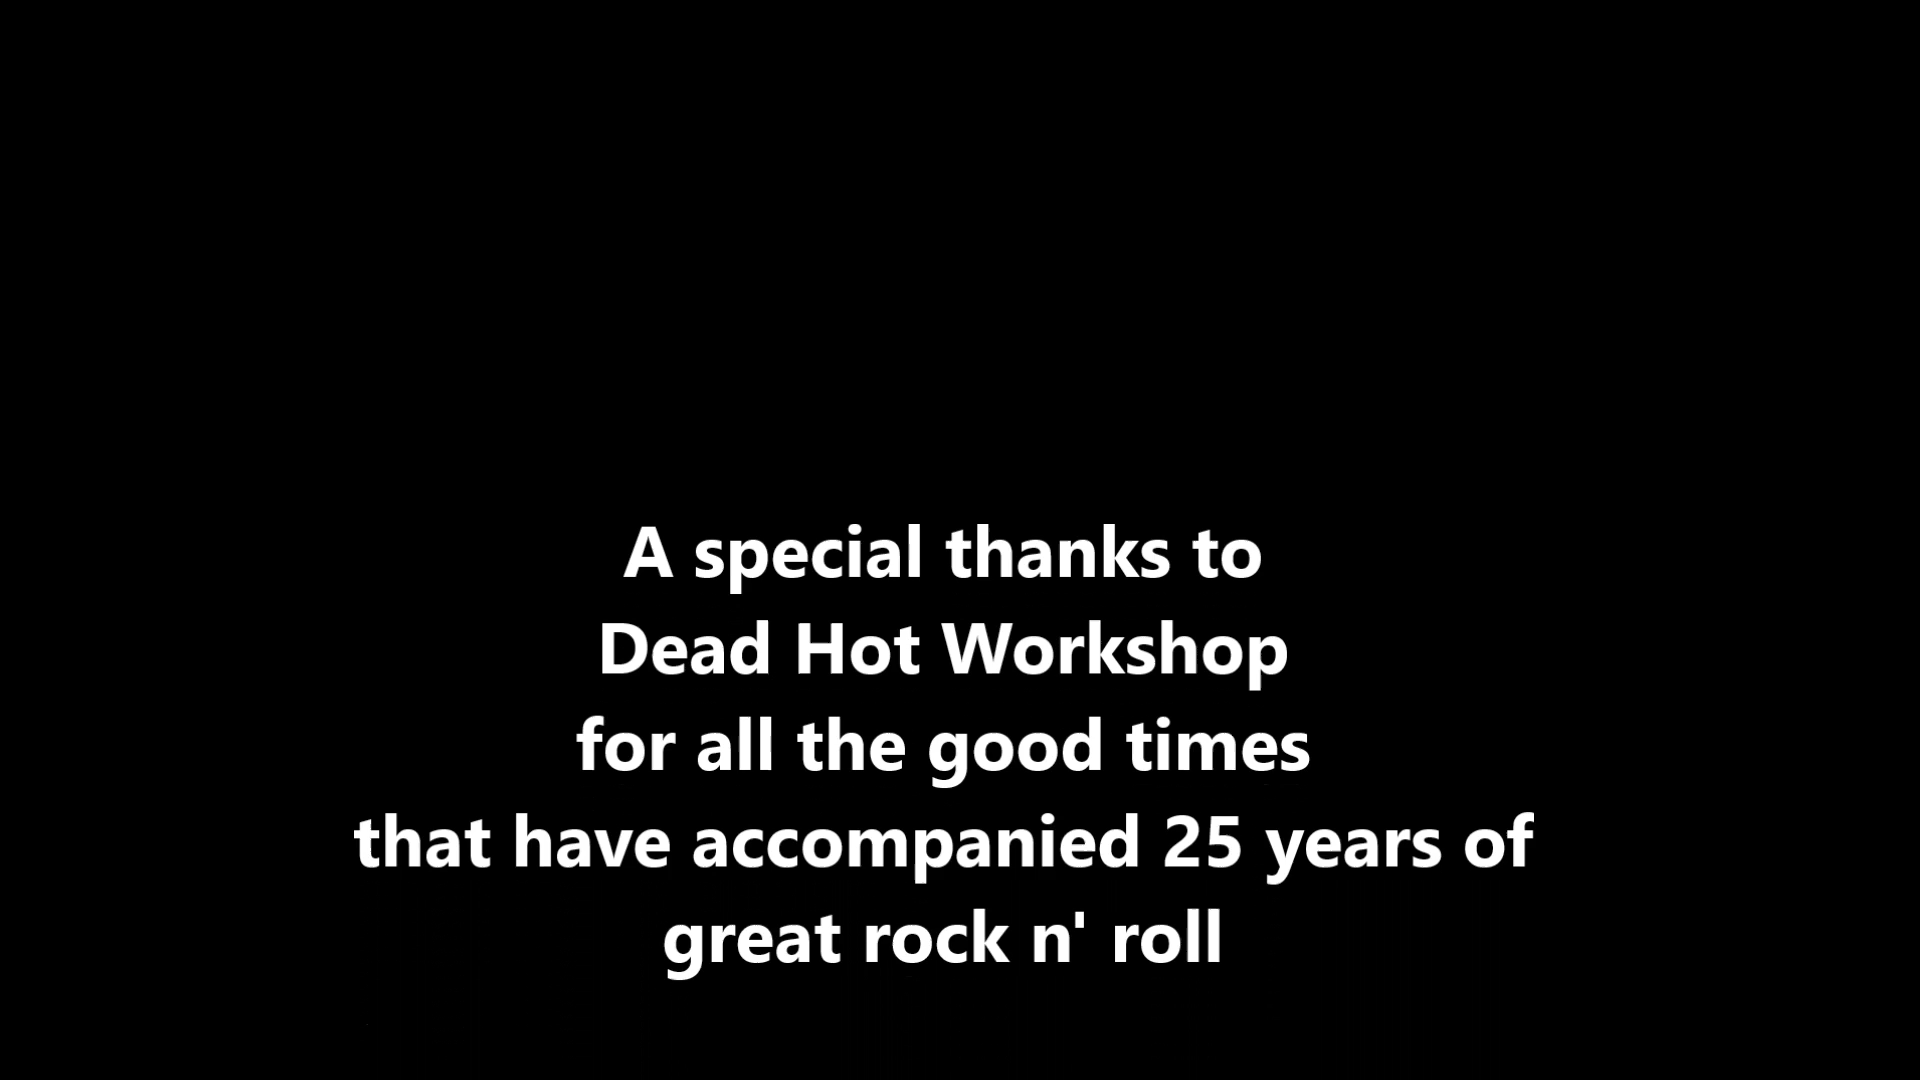 A special thanks to
Dead Hot Workshop
for all the good times
that have accompanied 25 years of
great rock n' roll